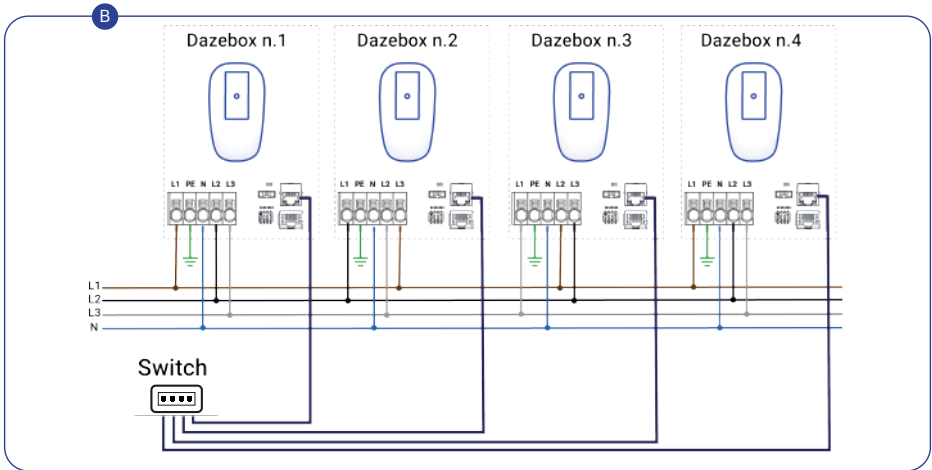 B
Dazebox n.1
Dazebox n.2
Dazebox n.3
Dazebox n.4
L1 PE N L2 L3
L1 PE N L2 L3
L1 PE N L2 L3
L1 PE N L2 L3
L1
L2
L3
N
Switch